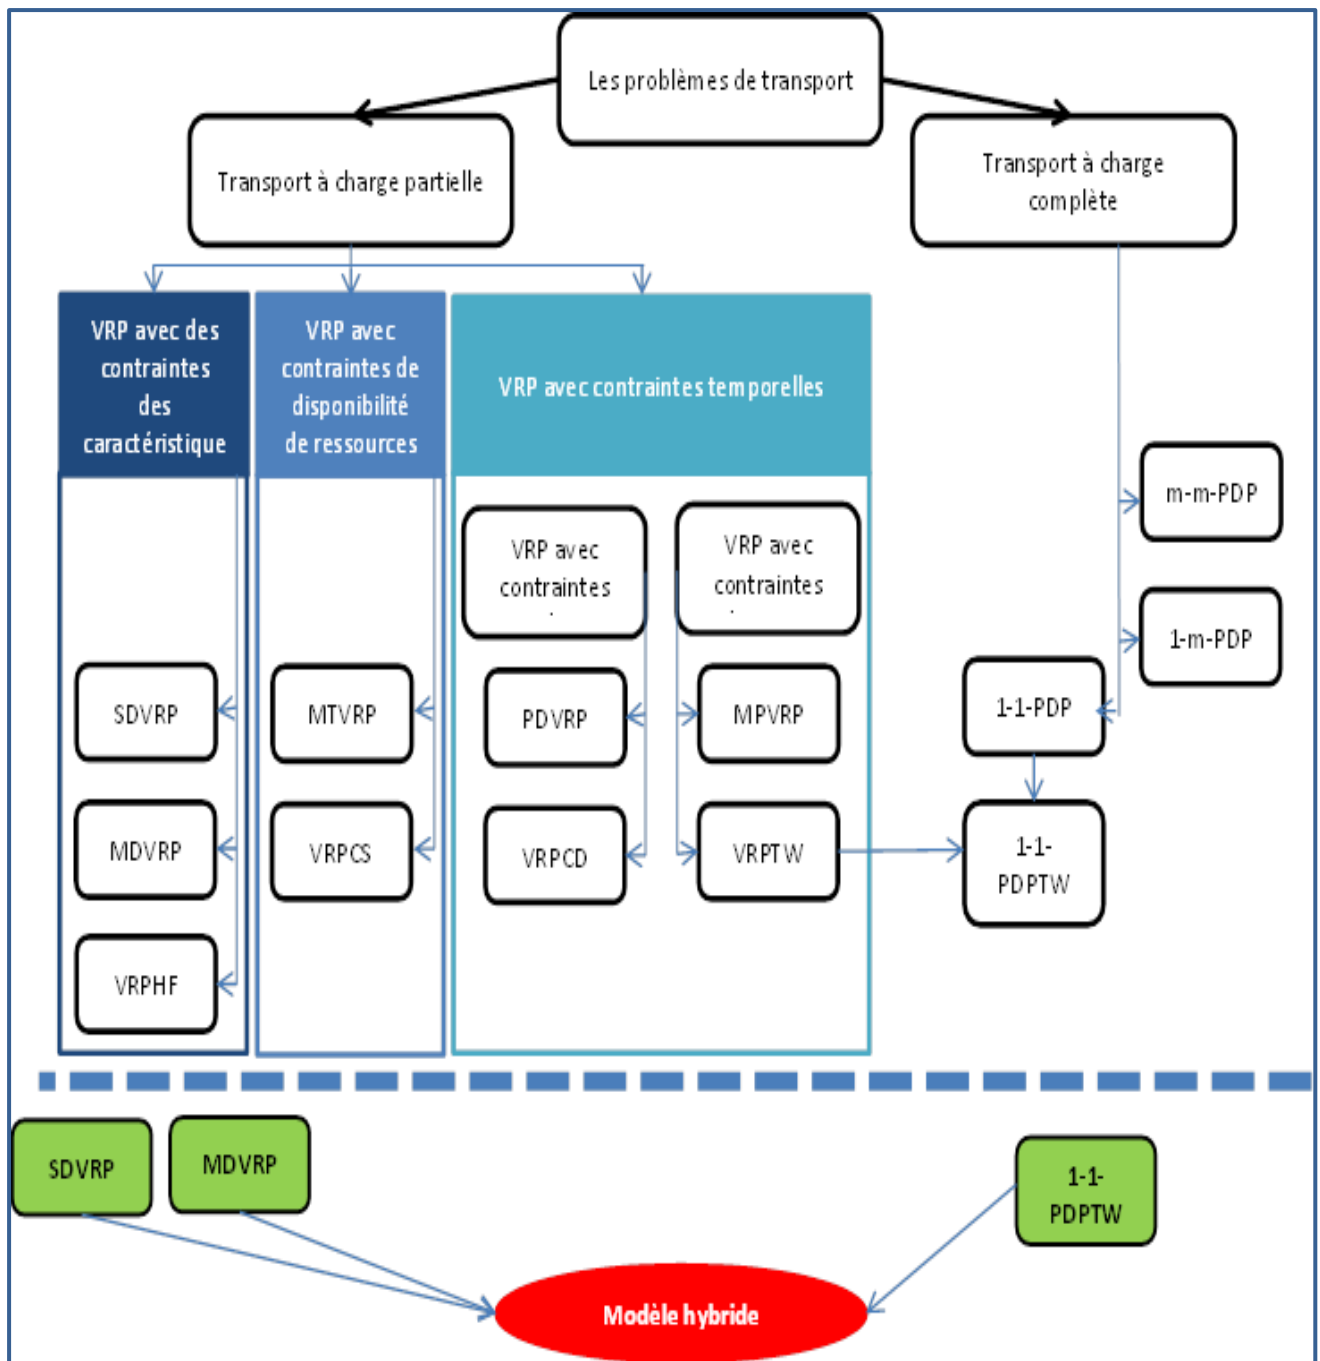 Les problèmes de transport
Transport à charge partielle
Transport à charge
complète
VRP avec des
contraintes
des
caractéristique
VRP avec
contraintes de
disponibilité
de ressources
VRP avec contraintes temporelles
VRP avec
contraintes
VRP avec
contraintes
m-m-PDP
1-m-PDP
1-1-PDP
1-1-
PDPTW
SDVRP
MDVRP
VRPHF
MTVRP
VRPCS
PDVRP
VRPCD
MPVRP
VRPTW
SDVRP
MDVRP
1-1-
PDPTW
Modèle hybride